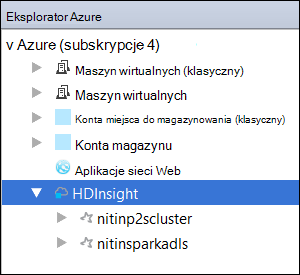 Eksplorator Azure
v Azure (subskrypcje 4)
Maszyn wirtualnych (klasyczny)
Maszyn wirtualnych
Konta miejsca do magazynowania (klasyczny)
Konta magazynu
Aplikacje sieci Web
HDInsight
nitinp2scluster
nitinsparkadls